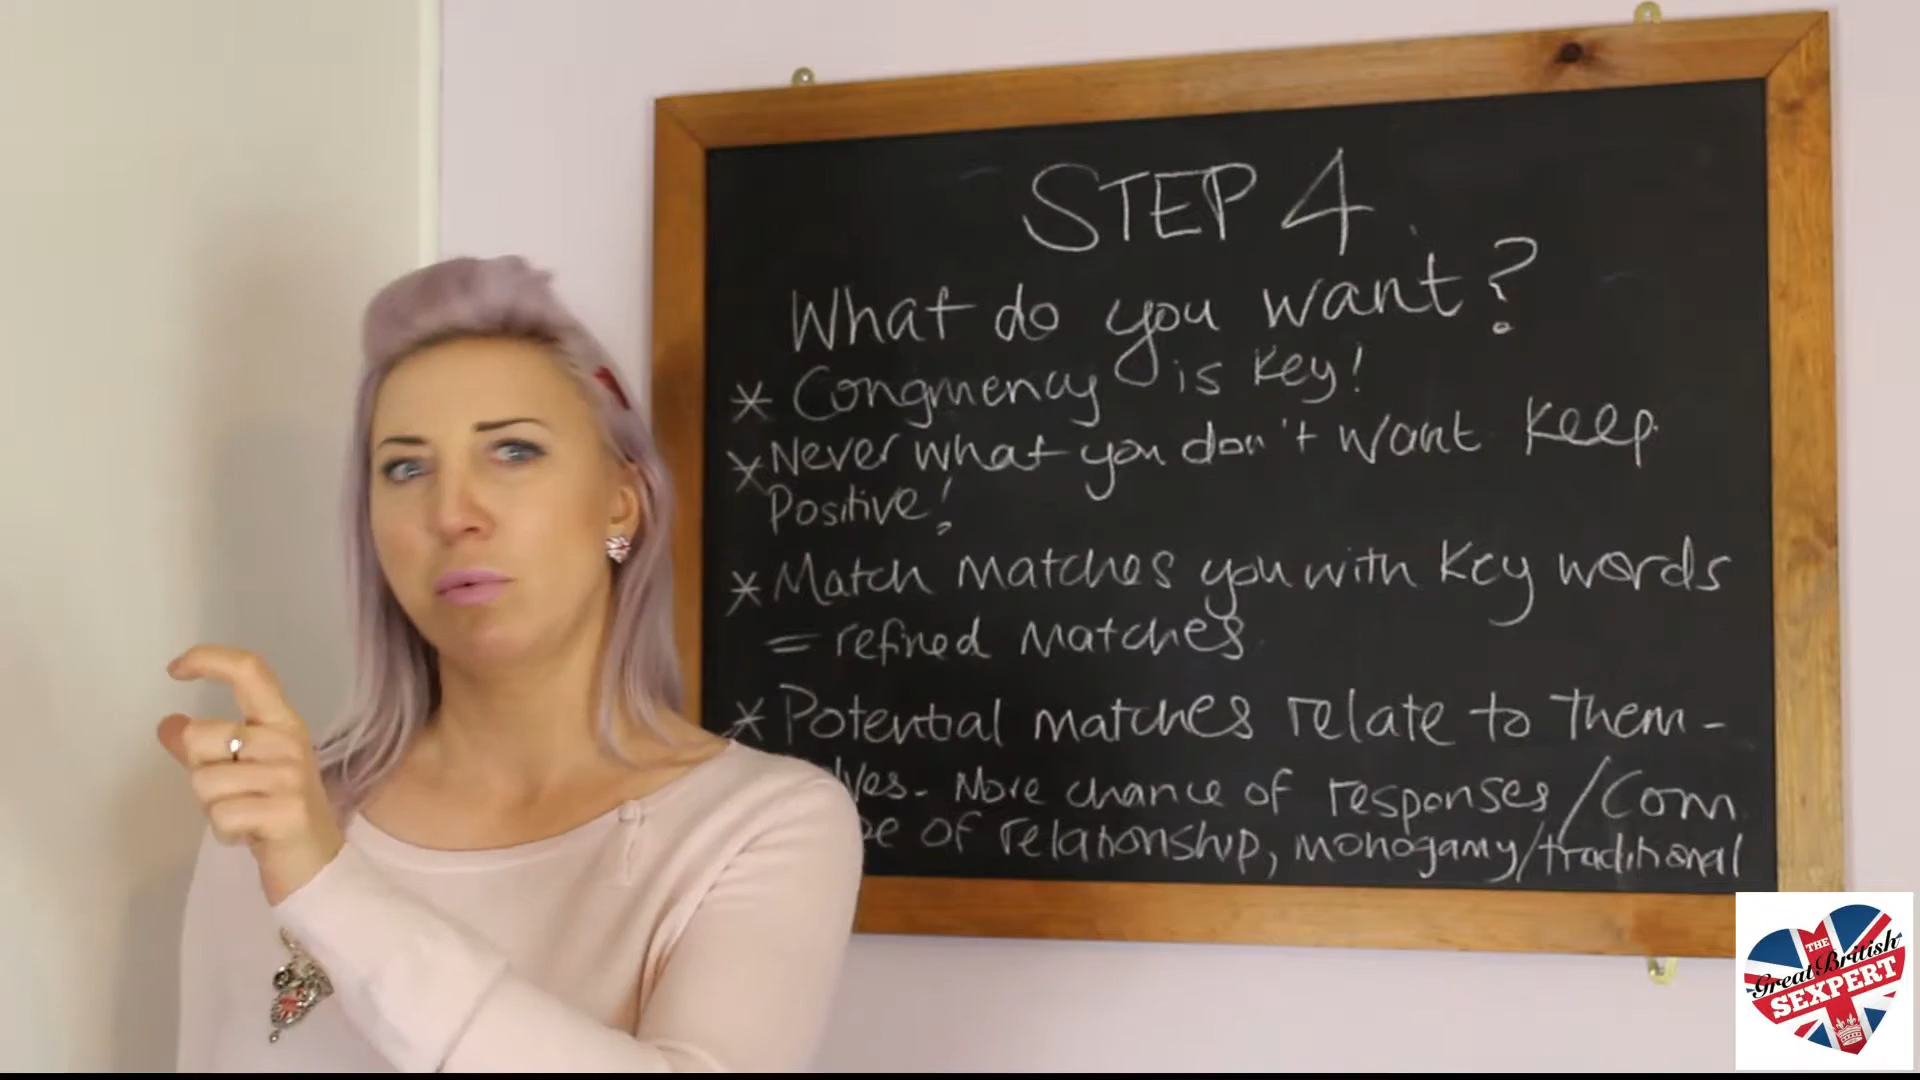 STEP 4
What do you want?
* Congruency is key!
* Never what you don't want Keep
Positive!
* Match matches you with key words
= refined matches
* Potential matches relate to them-
lves - More chance of responses/Com
pe of relationship, monogamy/traditional
THE
Great British
SEXPERT